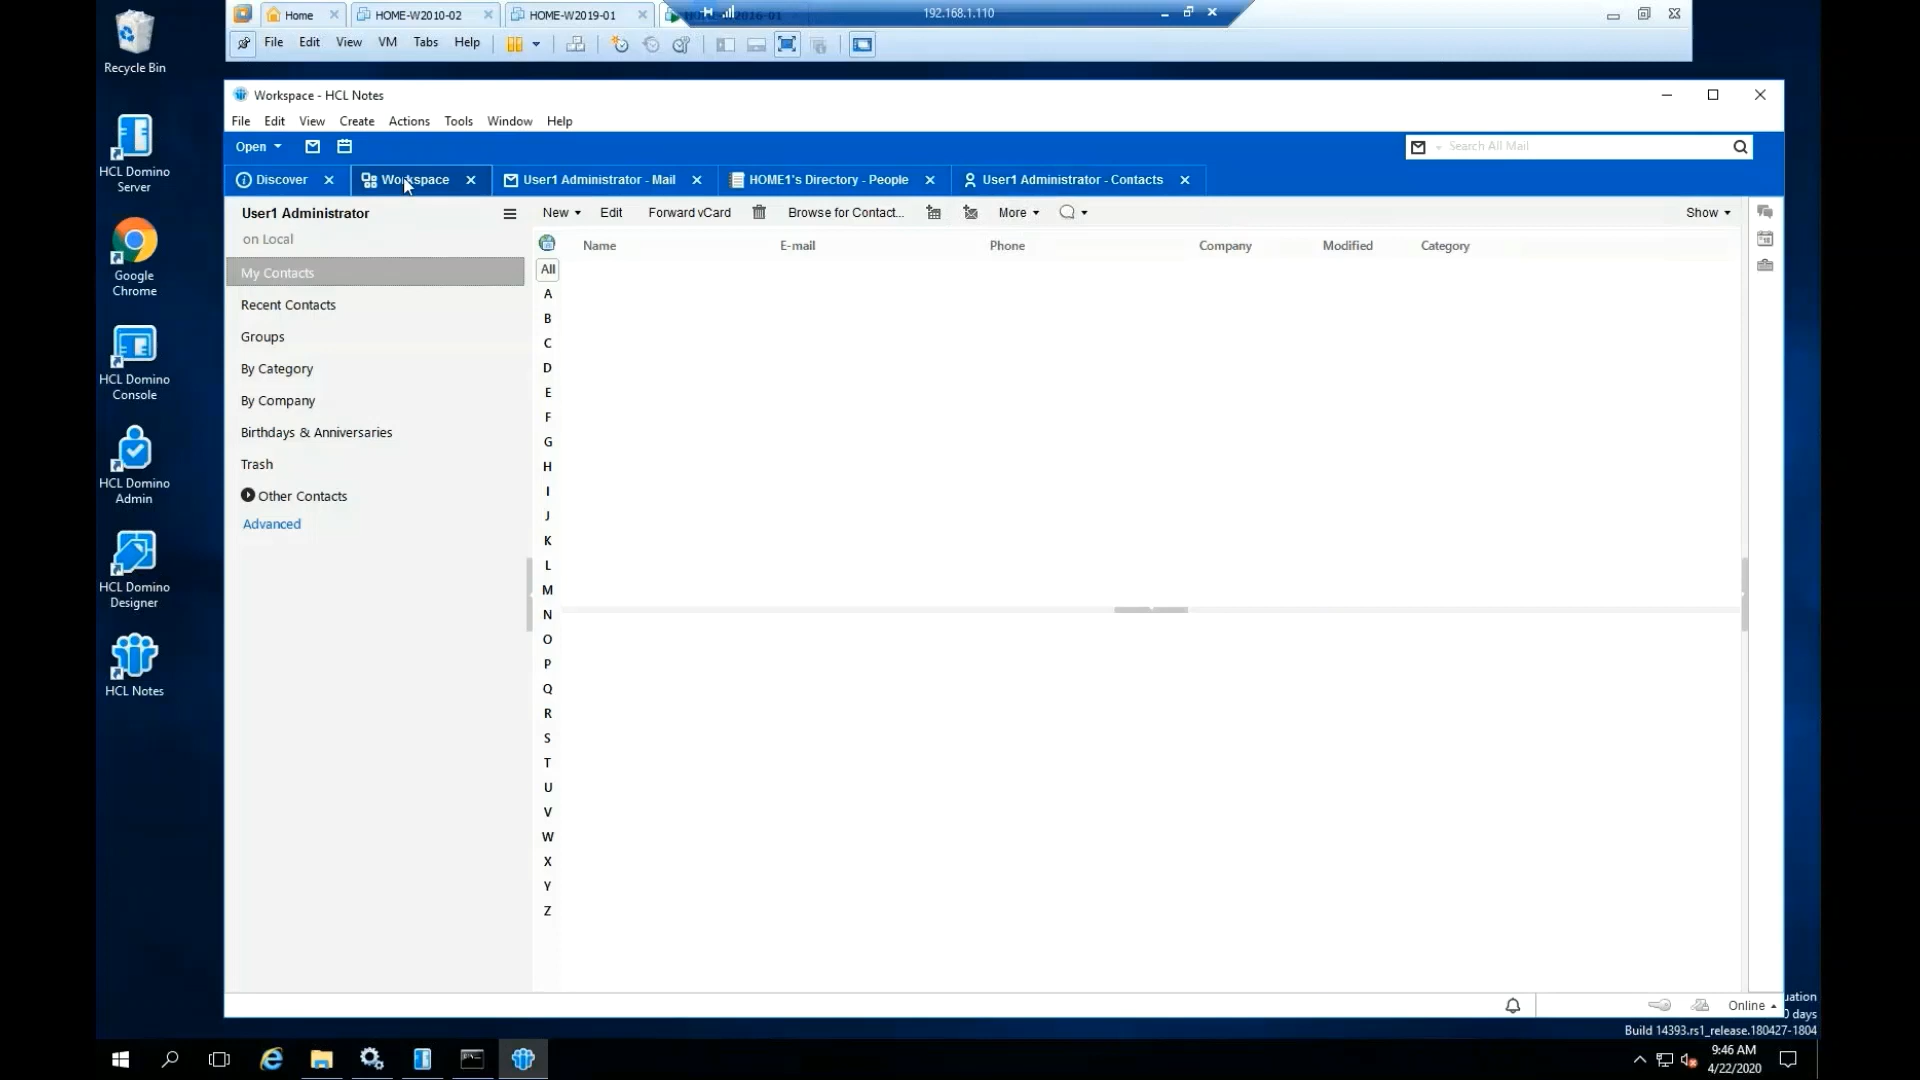 Recycle Bin
HCL Domino
Server
Google
Chrome
HCL Domino
Console
HCL Domino
Admin
HCL Domino
Designer
HCL Notes
Home
HOME-W2010-02
HOME-W2019-01
192.168.1.110
File Edit View VM Tabs Help
Workspace - HCL Notes
File Edit View Create Actions Tools Window Help
Open
Search All Mail
Discover
Workspace
User1 Administrator - Mail
HOME1's Directory - People
User1 Administrator - Contacts
User1 Administrator
on Local
My Contacts
Recent Contacts
Groups
By Category
By Company
Birthdays & Anniversaries
Trash
Other Contacts
Advanced
New Edit Forward vCard Browse for Contact... More Show
Name E-mail Phone Company Modified Category
All
A
B
C
D
E
F
G
H
I
J
K
L
M
N
O
P
Q
R
S
T
U
V
W
X
Y
Z
Online
uation
0 days
Build 14393.rs1_release.180427-1804
9:46 AM
4/22/2020